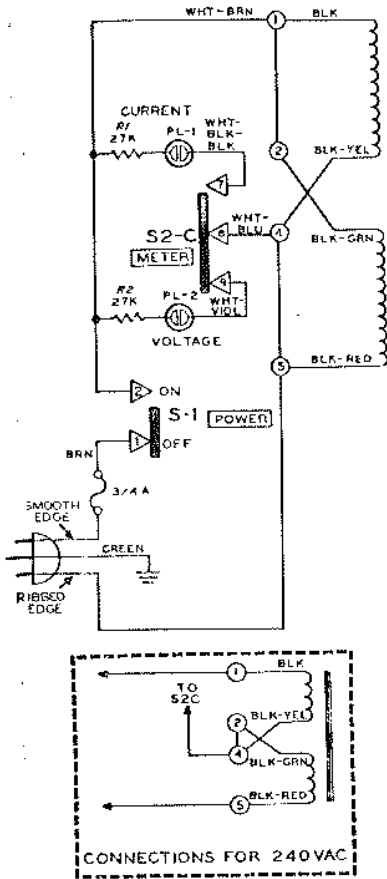 WHT-BRN
1
BLK
CURRENT
R1
27K
PL-1
WHT-
BLK-
BLK
7
2
BLK-YEL
S2-C
METER
8
WHT-
BLU
4
BLK-GRN
9
R2
27K
PL-2
WHT-
VIOL
VOLTAGE
5
BLK-RED
2
ON
S-1
POWER
1
OFF
BRN
3/4 A
SMOOTH
EDGE
GREEN
RIBBED
EDGE
1
BLK
TO
S2C
2
BLK-YEL
4
BLK-GRN
5
BLK-RED
CONNECTIONS FOR 240 VAC